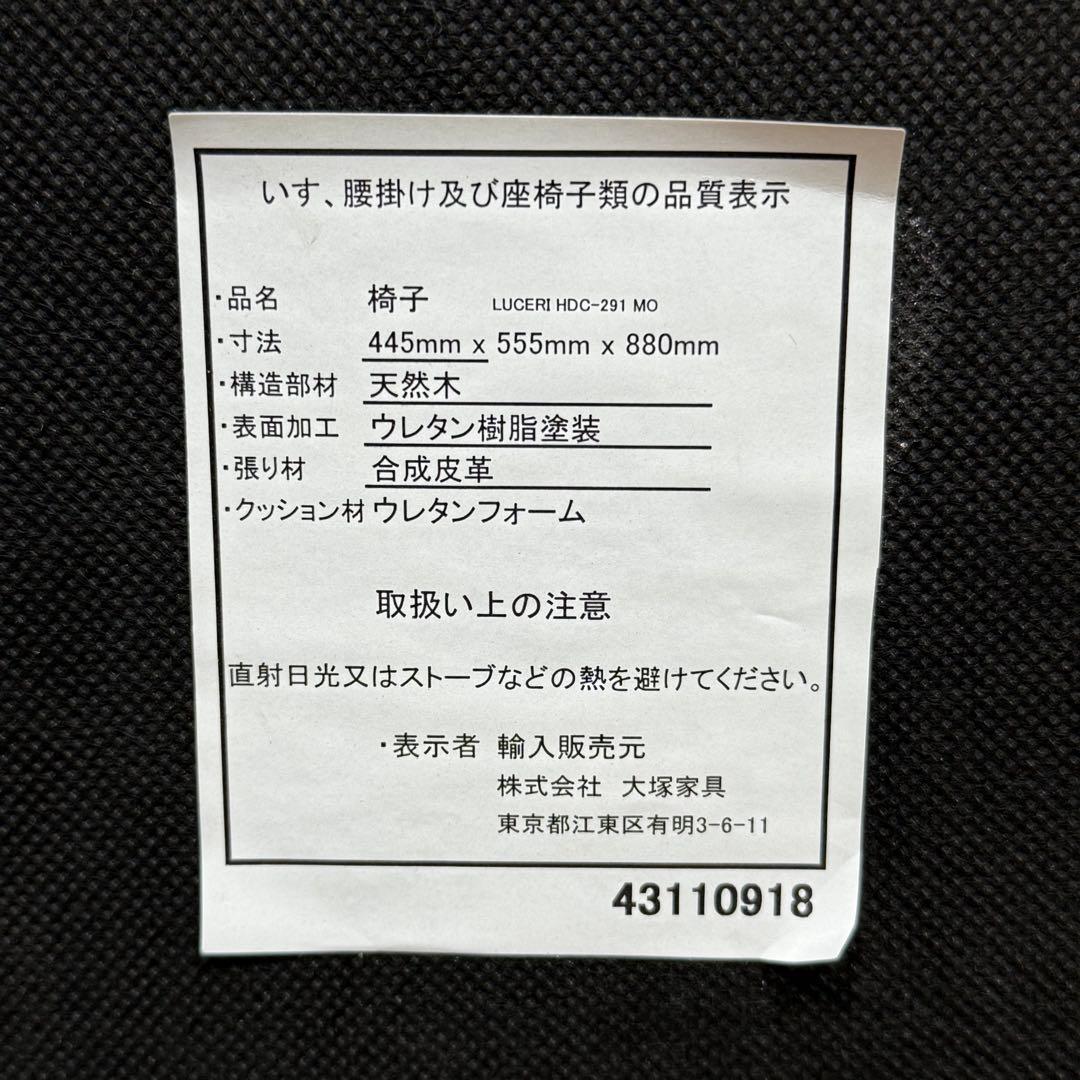 いす、腰掛け及び座椅子類の品質表示
・品名 椅子 LUCERI HDC-291 MO
・寸法 445mm x 555mm x 880mm
・構造部材 天然木
・表面加工 ウレタン樹脂塗装
・張り材 合成皮革
・クッション材 ウレタンフォーム
取扱い上の注意
直射日光又はストーブなどの熱を避けてください。
・表示者 輸入販売元
株式会社 大塚家具
東京都江東区有明3-6-11
43110918